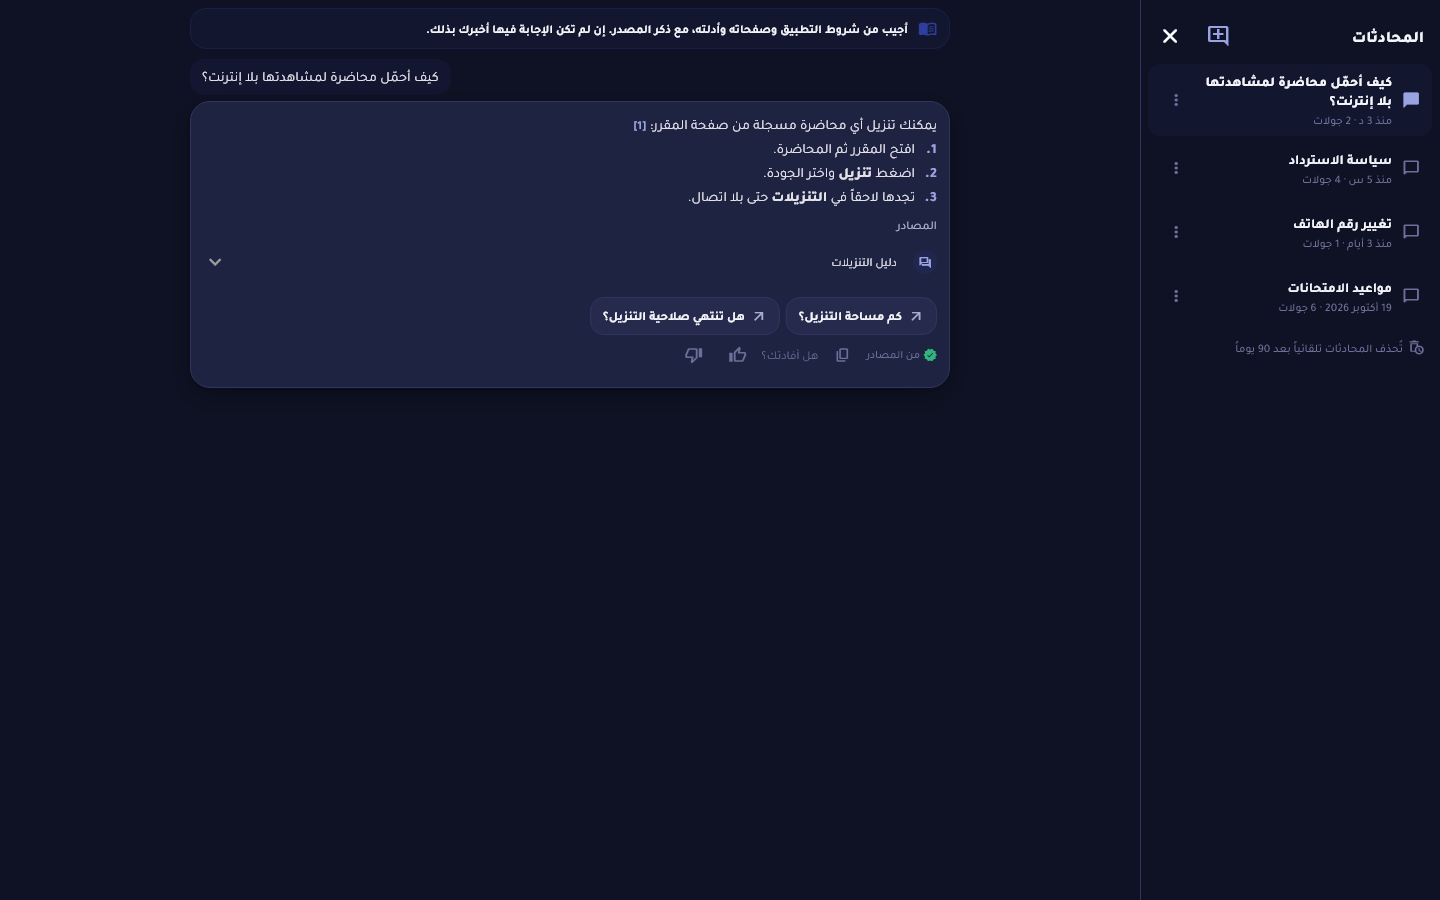 المحادثات
كيف أحمّل محاضرة لمشاهدتها
بلا إنترنت؟
منذ 3 د · 2 جولات
سياسة الاسترداد
منذ 5 س · 4 جولات
تغيير رقم الهاتف
منذ 3 أيام · 1 جولات
مواعيد الامتحانات
19 أكتوبر 2026 · 6 جولات
تُحذف المحادثات تلقائياً بعد 90 يوماً
أجيب من شروط التطبيق وصفحاته وأدلته، مع ذكر المصدر. إن لم تكن الإجابة فيها أخبرك بذلك.
كيف أحمّل محاضرة لمشاهدتها بلا إنترنت؟
يمكنك تنزيل أي محاضرة مسجلة من صفحة المقرر: [1]
1. افتح المقرر ثم المحاضرة.
2. اضغط تنزيل واختر الجودة.
3. تجدها لاحقاً في التنزيلات حتى بلا اتصال.
المصادر
دليل التنزيلات
كم مساحة التنزيل؟ هل تنتهي صلاحية التنزيل؟
من المصادر هل أفادتك؟